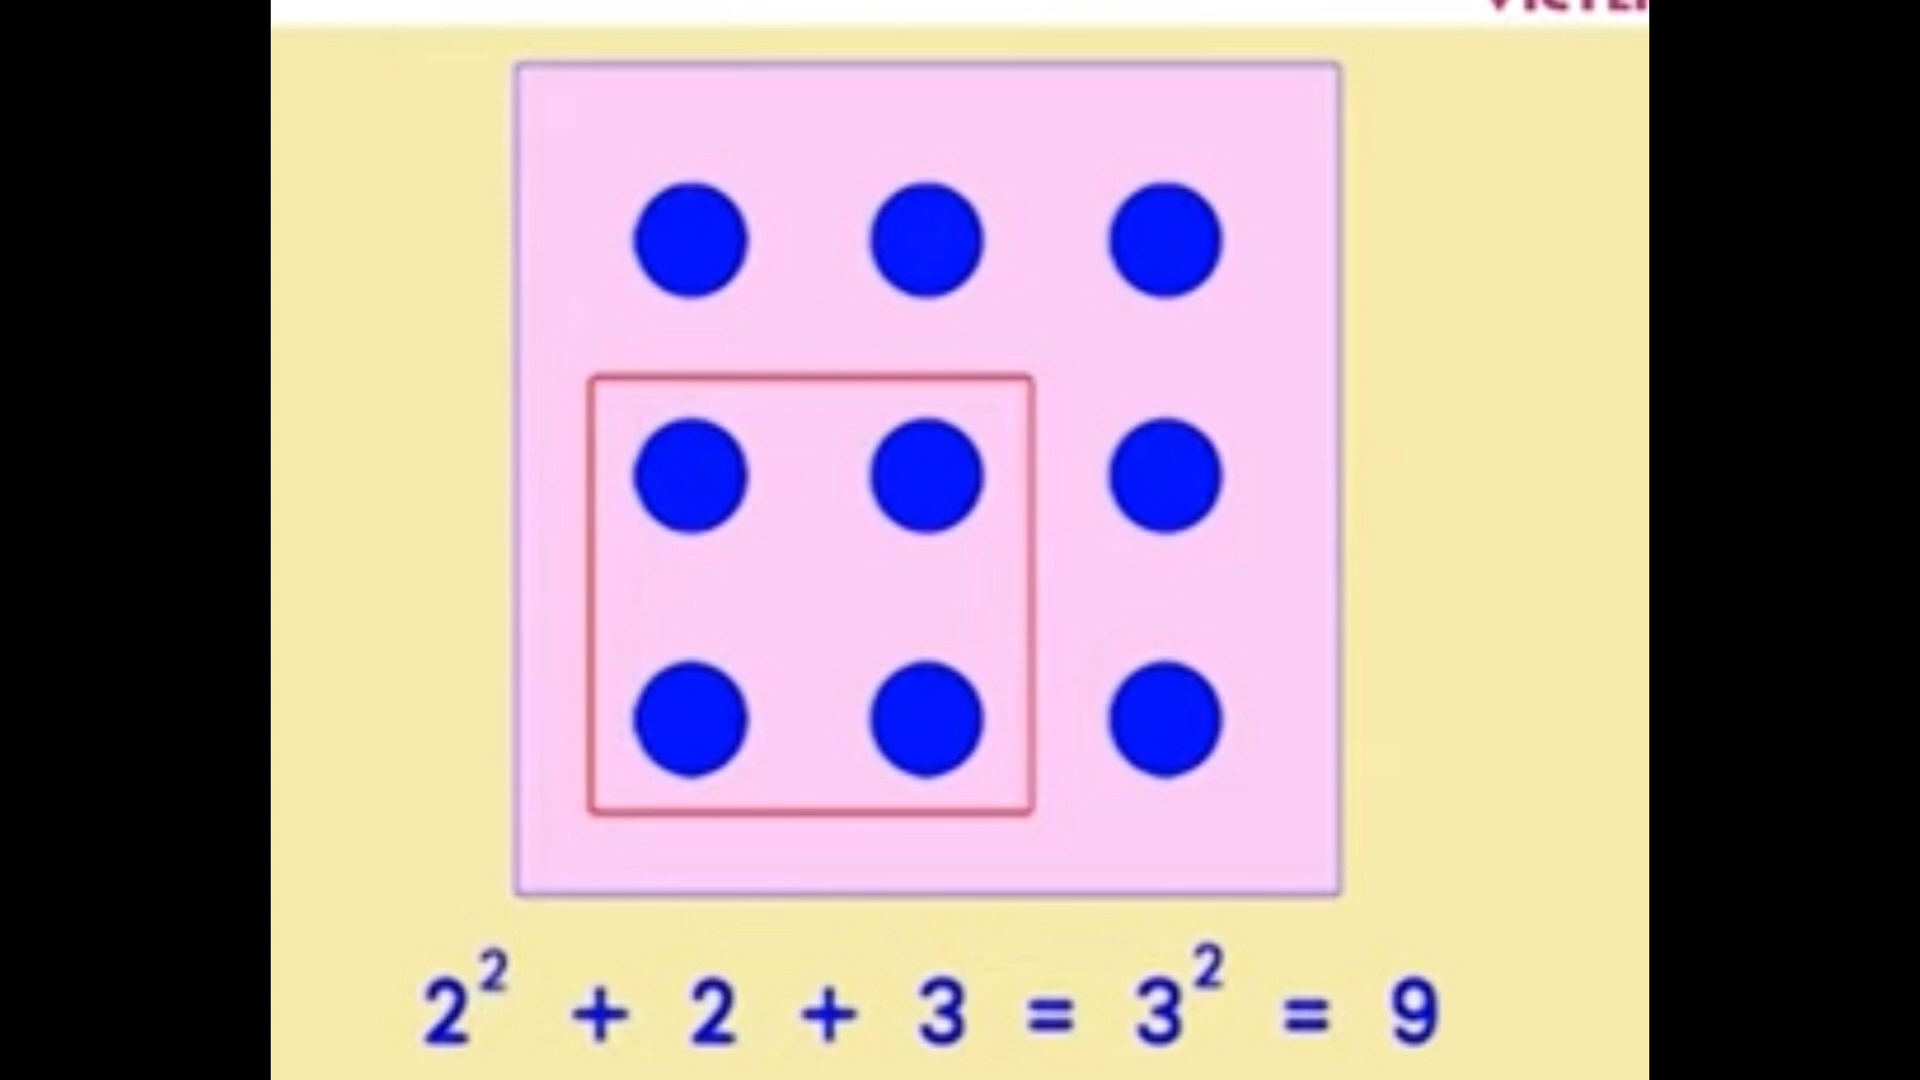 2² + 2 + 3 = 3² = 9